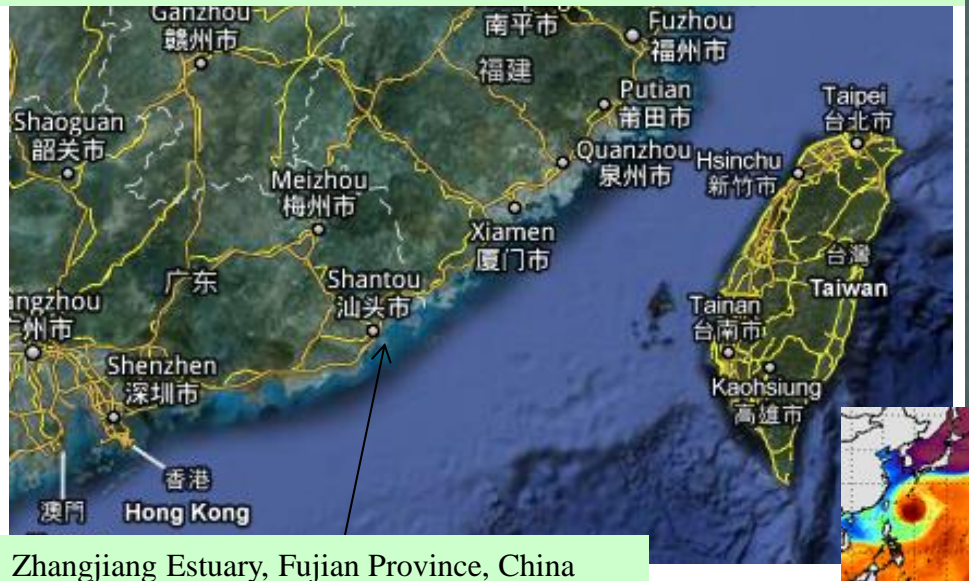 Ganzhou
赣州市
南平市
Fuzhou
福州市
福建
Putian
莆田市
Taipei
台北市
Shaoguan
韶关市
Quanzhou
泉州市
Hsinchu
新竹市
Meizhou
梅州市
Xiamen
厦门市
台灣
Taiwan
广东
Shantou
汕头市
angzhou
州市
Tainan
台南市
Shenzhen
深圳市
Kaohsiung
高雄市
香港
Hong Kong
澳門
Zhangjiang Estuary, Fujian Province, China